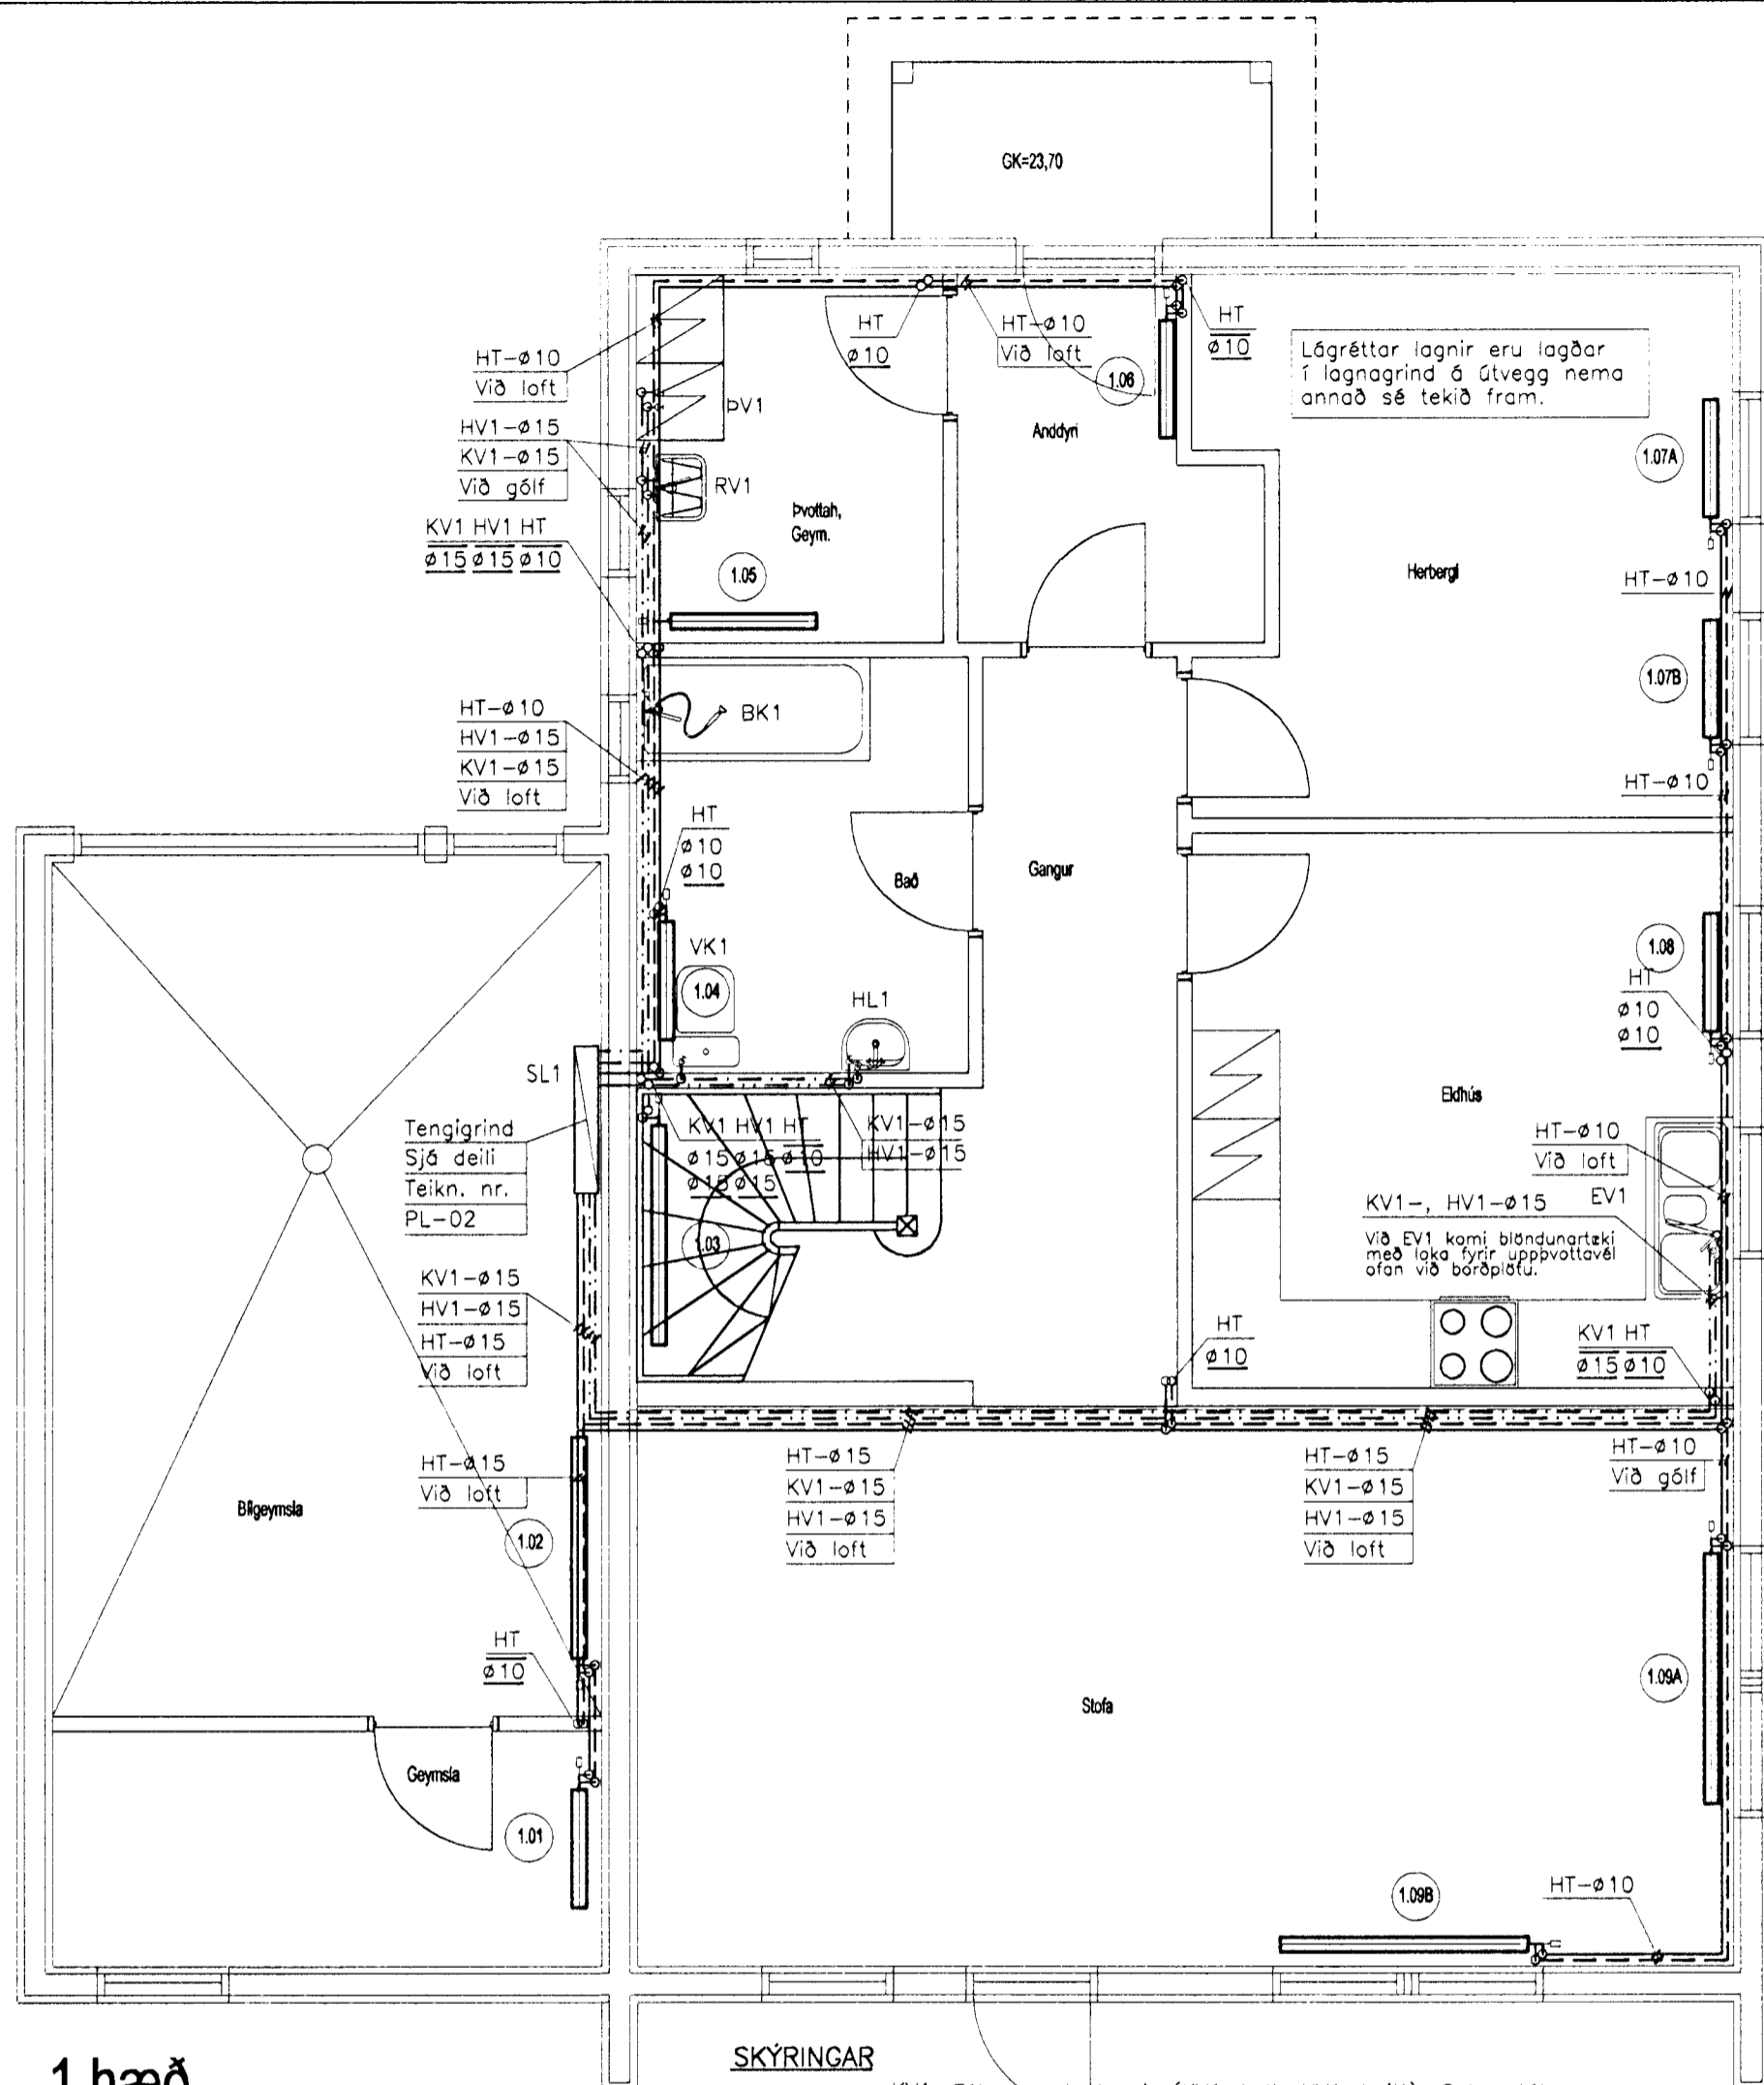 GK=23,70
HT
ø10
HT-ø10
Við loft
HT
ø10
1.06
Lágréttar lagnir eru lagðar
í lagnagrind á útvegg nema
annað sé tekið fram.
HT-ø10
Við loft
ÞV1
Anddyri
1.07A
HV1-ø15
KV1-ø15
Við gólf
RV1
Þvottah,
Geym.
KV1 HV1 HT
ø15 ø15 ø10
1.05
Herbergi
HT-ø10
1.07B
HT-ø10
HV1-ø15
KV1-ø15
Við loft
BK1
HT-ø10
HT
ø10
ø10
Bað
Gangur
VK1
1.04
HL1
1.08
HT
ø10
ø10
SL1
Tengigrind
Sjá deili
Teikn. nr.
PL-02
KV1 HV1 HT
ø15 ø15 ø10
ø15 ø15
KV1-ø15
HV1-ø15
Eldhús
HT-ø10
Við loft
KV1-, HV1-ø15
EV1
Við EV1 komi blöndunartæki
með loka fyrir uppþvottavél
ofan við borðplötu.
1.03
KV1-ø15
HV1-ø15
HT-ø15
Við loft
HT
ø10
KV1 HT
ø15 ø10
HT-ø15
Við loft
HT-ø15
KV1-ø15
HV1-ø15
Við loft
HT-ø15
KV1-ø15
HV1-ø15
Við loft
HT-ø10
Við gólf
Bílgeymsla
1.02
HT
ø10
Stofa
1.09A
Geymsla
1.01
1.09B
HT-ø10
1.hæð
SKÝRINGAR